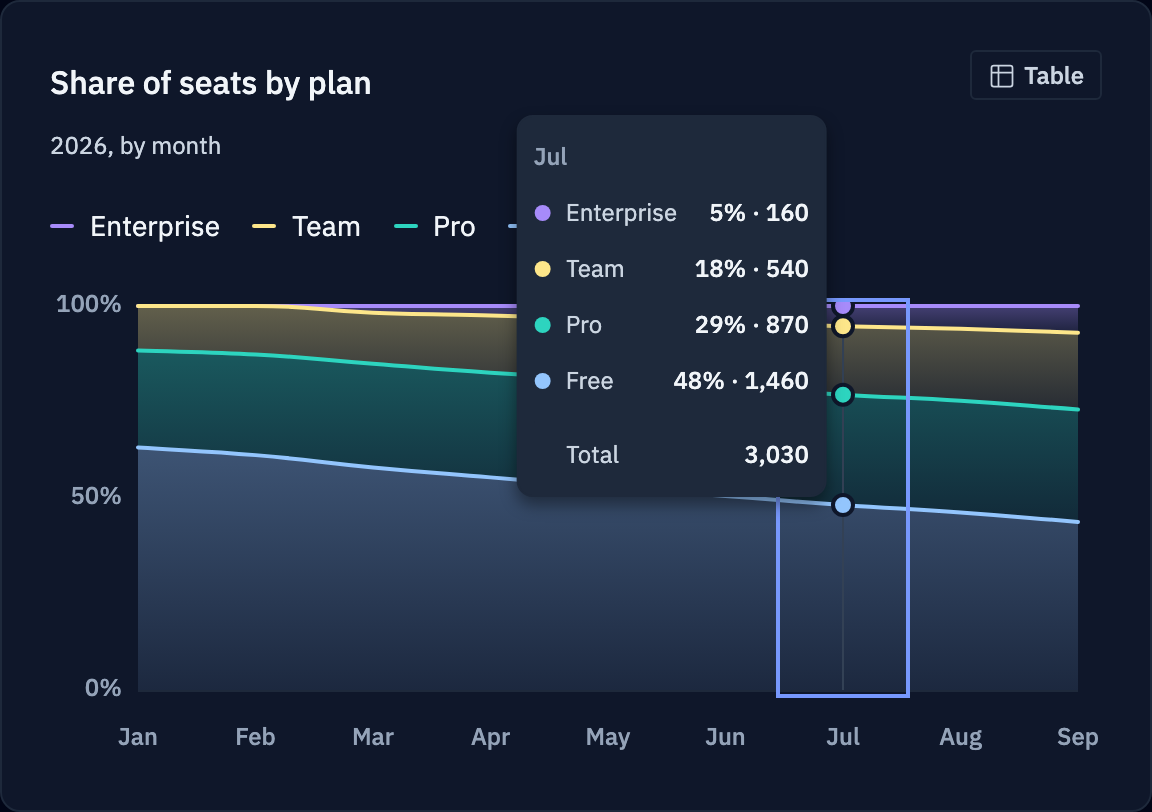 Share of seats by plan
Table
2026, by month
Enterprise
Team
Pro
Jul
Enterprise 5% · 160
Team 18% · 540
Pro 29% · 870
Free 48% · 1,460
Total 3,030
100%
50%
0%
Jan Feb Mar Apr May Jun Jul Aug Sep